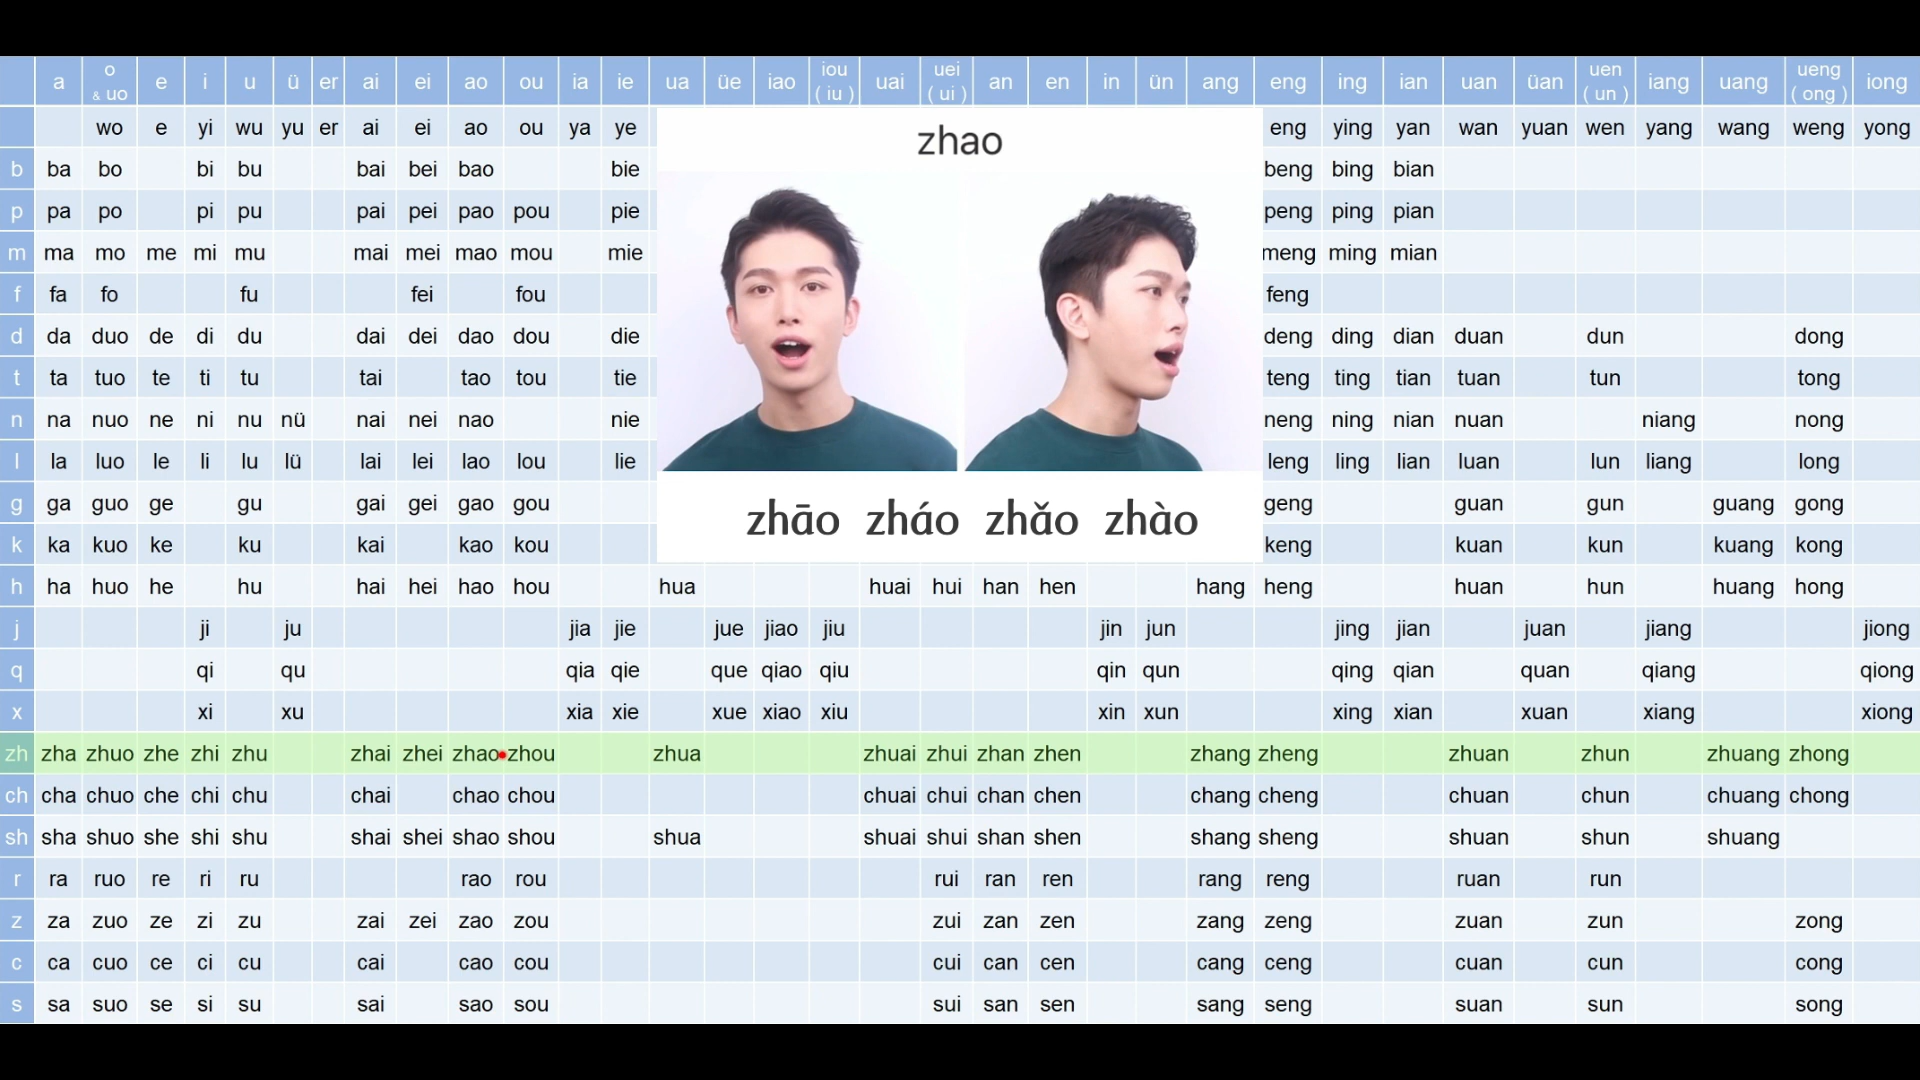 a o & uo e i u ü er ai ei ao ou ia ie ua üe iao iou ( iu ) uai uei ( ui ) an en in ün ang eng ing ian uan üan uen ( un ) iang uang ueng ( ong ) iong
wo e yi wu yu er ai ei ao ou ya ye eng ying yan wan yuan wen yang wang weng yong
zhao
b ba bo bi bu bai bei bao bie beng bing bian
p pa po pi pu pai pei pao pou pie peng ping pian
m ma mo me mi mu mai mei mao mou mie meng ming mian
f fa fo fu fei fou feng
d da duo de di du dai dei dao dou die deng ding dian duan dun dong
t ta tuo te ti tu tai tao tou tie teng ting tian tuan tun tong
n na nuo ne ni nu nü nai nei nao nie neng ning nian nuan niang nong
l la luo le li lu lü lai lei lao lou lie leng ling lian luan lun liang long
g ga guo ge gu gai gei gao gou geng guan gun guang gong
zhāo zháo zhǎo zhào
k ka kuo ke ku kai kao kou keng kuan kun kuang kong
h ha huo he hu hai hei hao hou hua huai hui han hen hang heng huan hun huang hong
j ji ju jia jie jue jiao jiu jin jun jing jian juan jiang jiong
q qi qu qia qie que qiao qiu qin qun qing qian quan qiang qiong
x xi xu xia xie xue xiao xiu xin xun xing xian xuan xiang xiong
zh zha zhuo zhe zhi zhu zhai zhei zhao zhou zhua zhuai zhui zhan zhen zhang zheng zhuan zhun zhuang zhong
ch cha chuo che chi chu chai chao chou chuai chui chan chen chang cheng chuan chun chuang chong
sh sha shuo she shi shu shai shei shao shou shua shuai shui shan shen shang sheng shuan shun shuang
r ra ruo re ri ru rao rou rui ran ren rang reng ruan run
z za zuo ze zi zu zai zei zao zou zui zan zen zang zeng zuan zun zong
c ca cuo ce ci cu cai cao cou cui can cen cang ceng cuan cun cong
s sa suo se si su sai sao sou sui san sen sang seng suan sun song